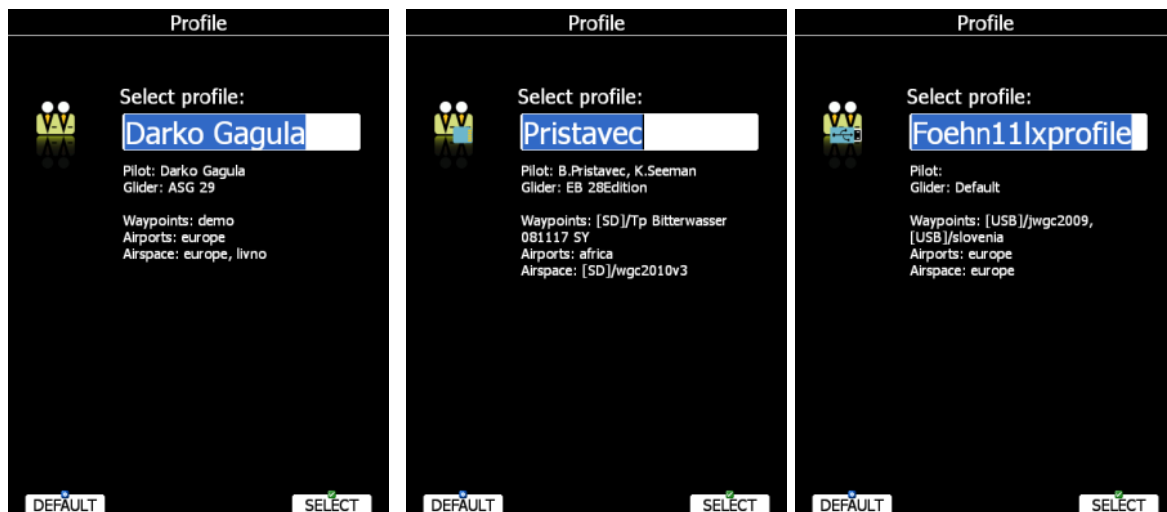 Profile
Select profile:
Darko Gagula
Pilot: Darko Gagula
Glider: ASG 29
Waypoints: demo
Airports: europe
Airspace: europe, livno
DEFAULT
SELECT
Profile
Select profile:
Pristavec
Pilot: B.Pristavec, K.Seeman
Glider: EB 28Edition
Waypoints: [SD]/Tp Bitterwasser
081117 SY
Airports: africa
Airspace: [SD]/wgc2010v3
DEFAULT
SELECT
Profile
Select profile:
Foehn11lxprofile
Pilot:
Glider: Default
Waypoints: [USB]/jwgc2009,
[USB]/slovenia
Airports: europe
Airspace: europe
DEFAULT
SELECT